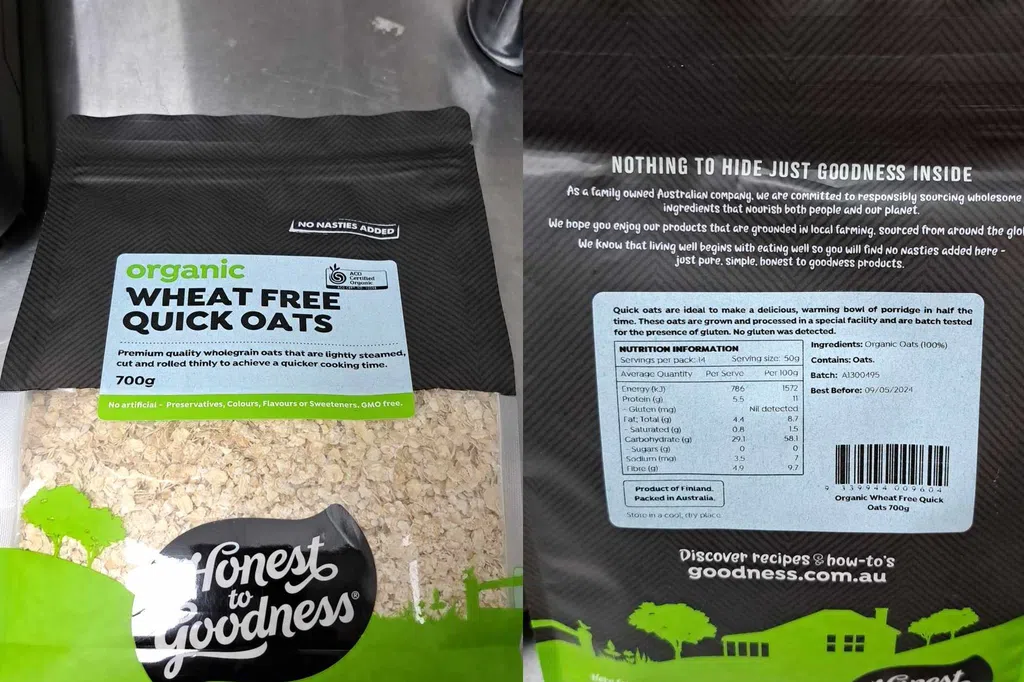 NO NASTIES ADDED
organic
ACO
Certified
Organic
WHEAT FREE
QUICK OATS
Premium quality wholegrain oats that are lightly steamed,
cut and rolled thinly to achieve a quicker cooking time.
700g
No artificial - Preservatives, Colours, Flavours or Sweeteners. GMO free.
Honest
to
Goodness®
NOTHING TO HIDE JUST GOODNESS INSIDE
As a family owned Australian company, we are committed to responsibly sourcing wholesome
ingredients that nourish both people and our planet.
We hope you enjoy our products that are grounded in local farming, sourced from around the
We know that living well begins with eating well so you will find no nasties added here -
just pure, simple, honest to goodness products.
Quick oats are ideal to make a delicious, warming bowl of porridge in half the
time. These oats are grown and processed in a special facility and are batch tested
for the presence of gluten. No gluten was detected.
NUTRITION INFORMATION
Servings per pack: 14 Serving size: 50g
Average Quantity Per Serve Per 100g
Energy (kJ) 786 1572
Protein (g) 5.5 11
- Gluten (mg) Nil detected
Fat, Total (g) 4.4 8.7
- Saturated (g) 0.8 1.5
Carbohydrate (g) 29.1 58.1
- Sugars (g) 0 0
Sodium (mg) 3.5 7
Fibre (g) 4.9 9.7
Product of Finland.
Packed in Australia.
Store in a cool, dry place.
Ingredients: Organic Oats (100%)
Contains: Oats.
Batch: A1300495
Best Before: 09/05/2024
9 339944 009604
Organic Wheat Free Quick
Oats 700g
Discover recipes & how-to's
goodness.com.au
Honest